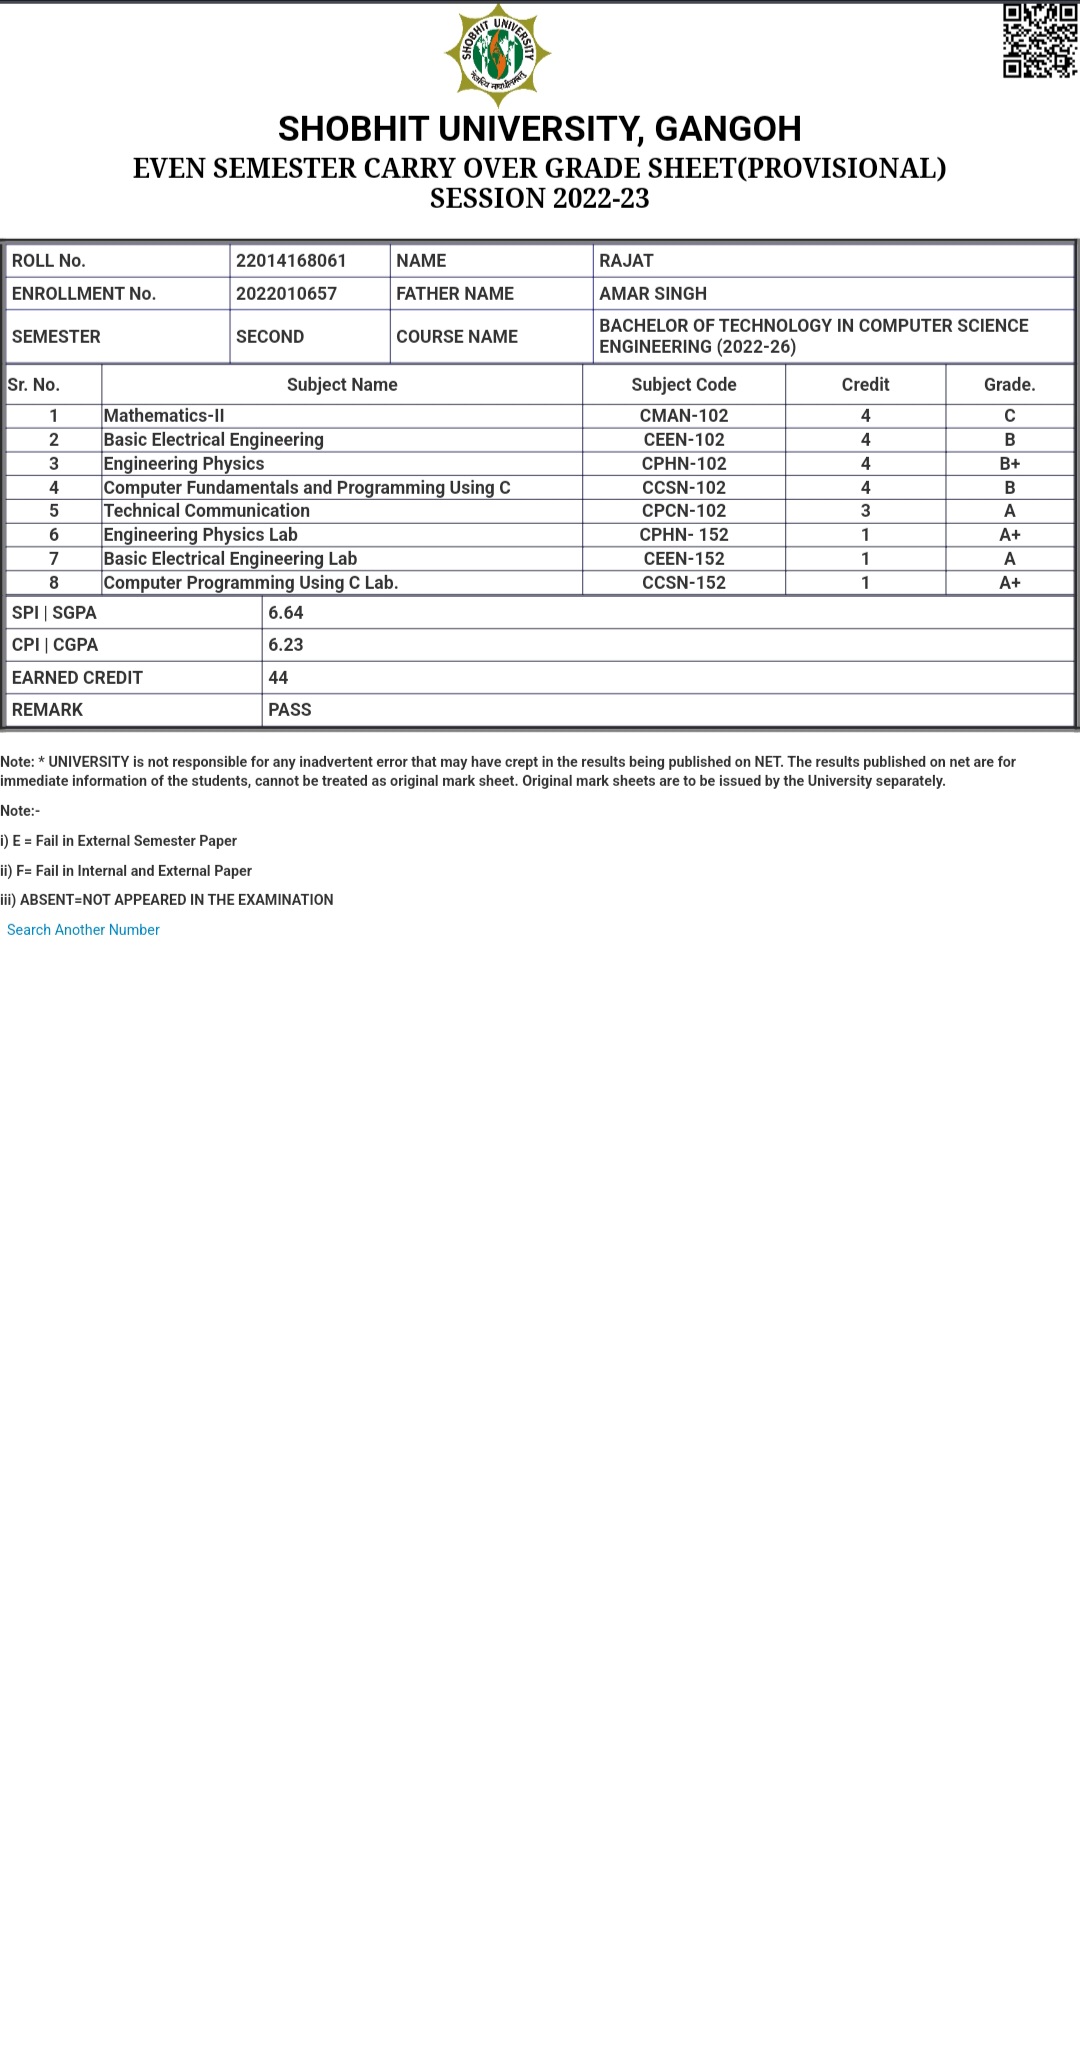 SHOBHIT UNIVERSITY
SHOBHIT UNIVERSITY, GANGOH
EVEN SEMESTER CARRY OVER GRADE SHEET(PROVISIONAL)
SESSION 2022-23
ROLL No. 22014168061 NAME RAJAT
ENROLLMENT No. 2022010657 FATHER NAME AMAR SINGH
SEMESTER SECOND COURSE NAME BACHELOR OF TECHNOLOGY IN COMPUTER SCIENCE
ENGINEERING (2022-26)
Sr. No. Subject Name Subject Code Credit Grade.
1 Mathematics-II CMAN-102 4 C
2 Basic Electrical Engineering CEEN-102 4 B
3 Engineering Physics CPHN-102 4 B+
4 Computer Fundamentals and Programming Using C CCSN-102 4 B
5 Technical Communication CPCN-102 3 A
6 Engineering Physics Lab CPHN- 152 1 A+
7 Basic Electrical Engineering Lab CEEN-152 1 A
8 Computer Programming Using C Lab. CCSN-152 1 A+
SPI | SGPA 6.64
CPI | CGPA 6.23
EARNED CREDIT 44
REMARK PASS
Note: * UNIVERSITY is not responsible for any inadvertent error that may have crept in the results being published on NET. The results published on net are for
immediate information of the students, cannot be treated as original mark sheet. Original mark sheets are to be issued by the University separately.
Note:-
i) E = Fail in External Semester Paper
ii) F= Fail in Internal and External Paper
iii) ABSENT=NOT APPEARED IN THE EXAMINATION
Search Another Number